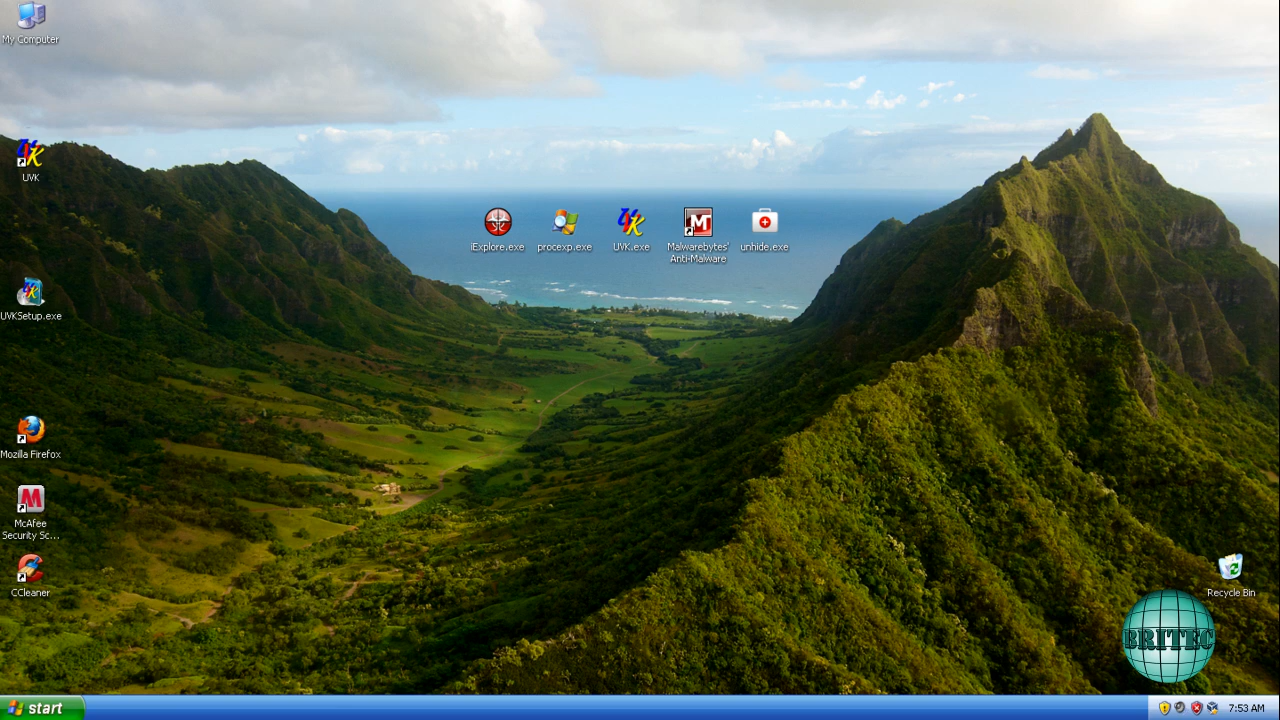 My Computer
UVK
UVKSetup.exe
Mozilla Firefox
McAfee
Security Sc...
CCleaner
iExplore.exe
procexp.exe
UVK.exe
Malwarebytes'
Anti-Malware
unhide.exe
Recycle Bin
BRITEC
start
7:53 AM